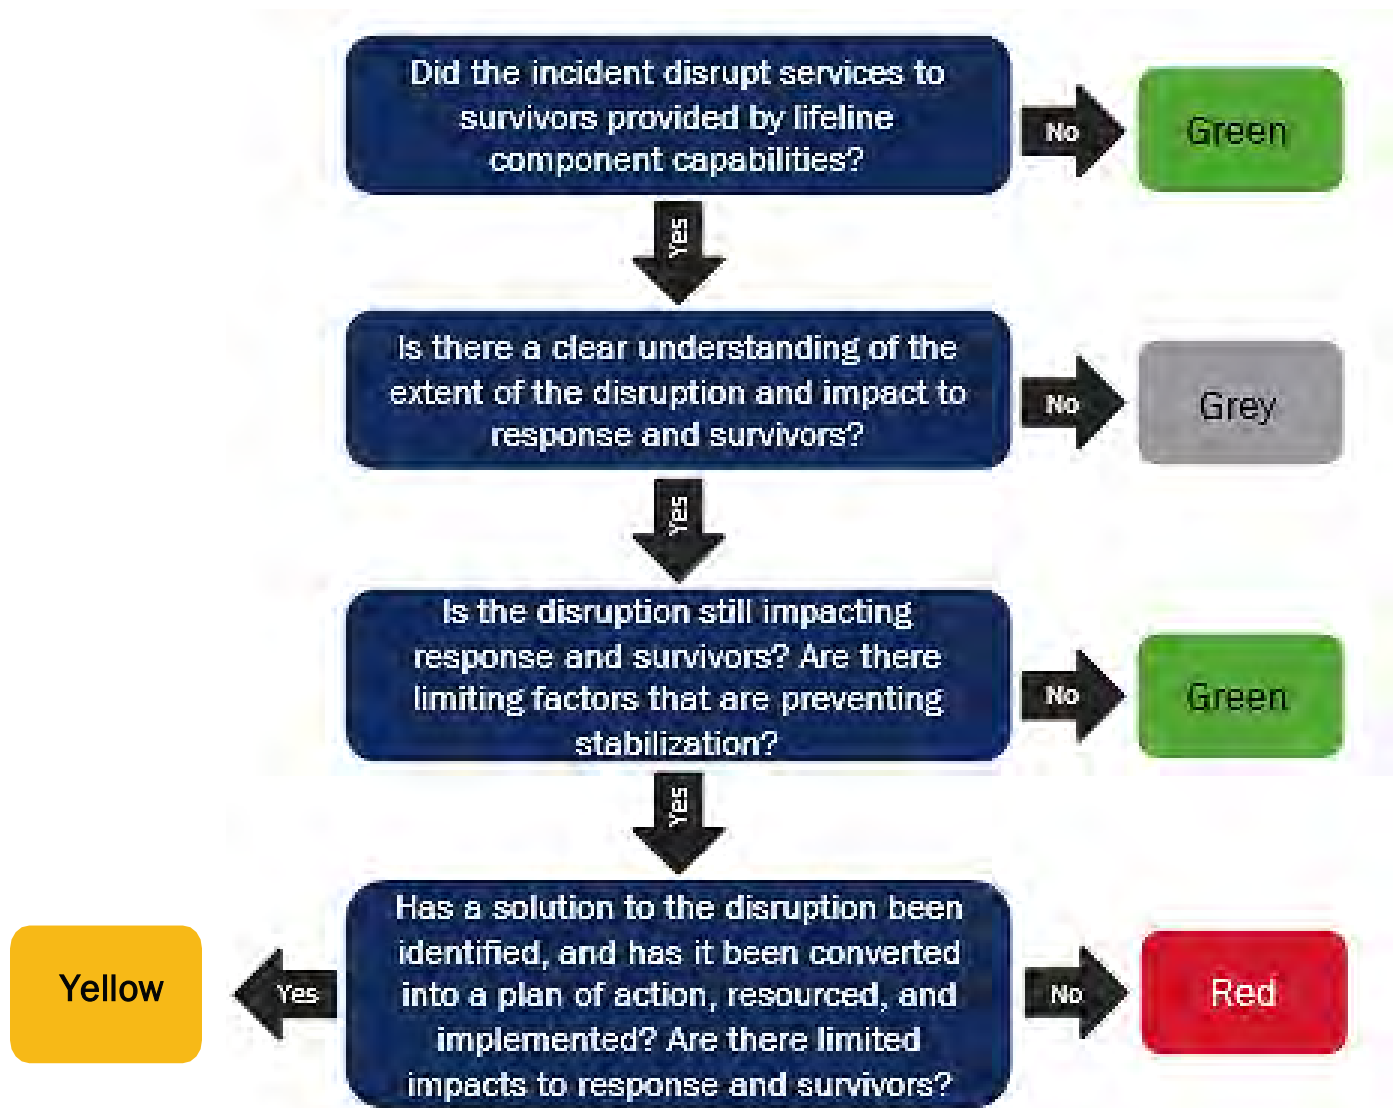 Did the incident disrupt services to
survivors provided by lifeline
component capabilities?
No
Green
Yes
Is there a clear understanding of the
extent of the disruption and impact to
response and survivors?
No
Grey
Yes
Is the disruption still impacting
response and survivors? Are there
limiting factors that are preventing
stabilization?
No
Green
Yes
Has a solution to the disruption been
identified, and has it been converted
into a plan of action, resourced, and
implemented? Are there limited
impacts to response and survivors?
Yes
Yellow
No
Red